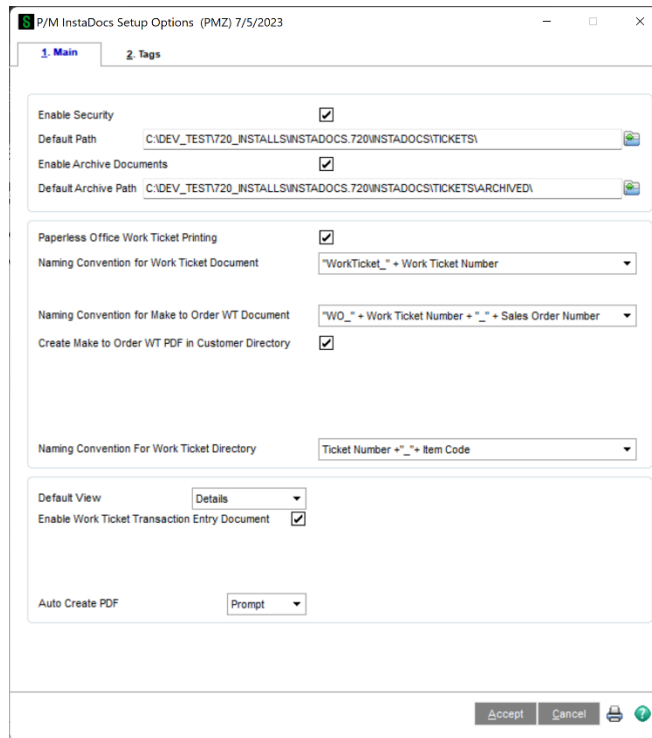 S P/M InstaDocs Setup Options (PMZ) 7/5/2023
1. Main 2. Tags
Enable Security
Default Path C:\DEV_TEST\720_INSTALLS\INSTADOCS.720\INSTADOCS\TICKETS\
Enable Archive Documents
Default Archive Path C:\DEV_TEST\720_INSTALLS\INSTADOCS.720\INSTADOCS\TICKETS\ARCHIVED\
Paperless Office Work Ticket Printing
Naming Convention for Work Ticket Document "WorkTicket_" + Work Ticket Number
Naming Convention for Make to Order WT Document "WO_" + Work Ticket Number + "_" + Sales Order Number
Create Make to Order WT PDF in Customer Directory
Naming Convention For Work Ticket Directory Ticket Number +"_"+ Item Code
Default View Details
Enable Work Ticket Transaction Entry Document
Auto Create PDF Prompt
Accept Cancel ?